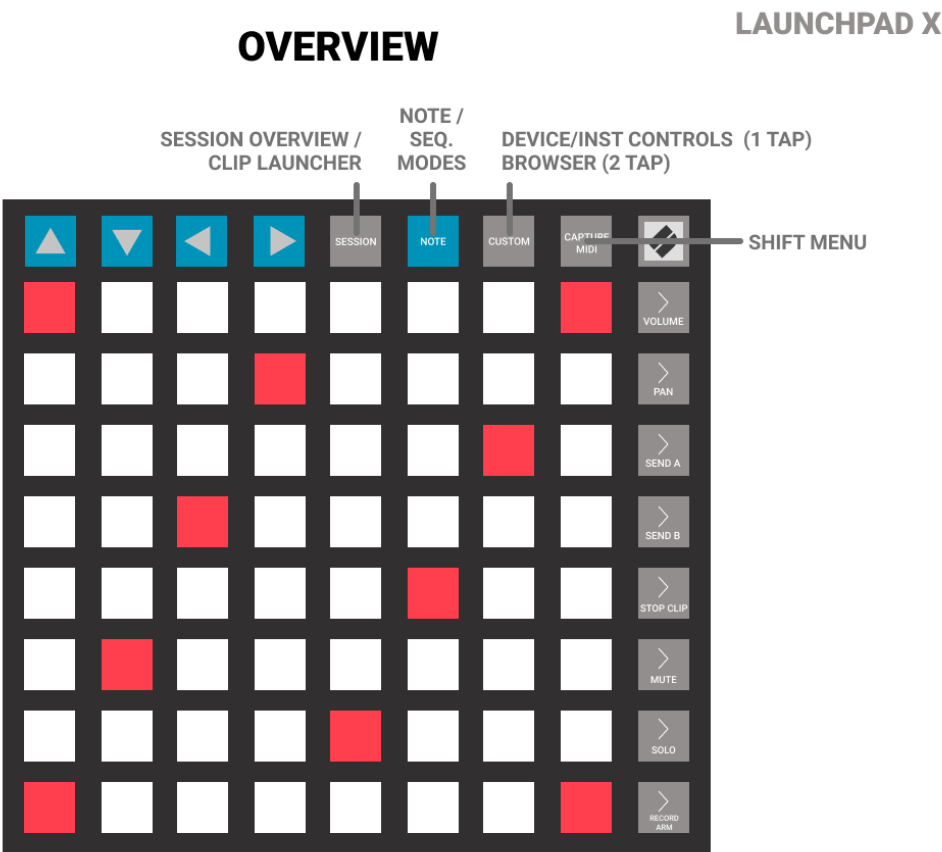 LAUNCHPAD X
OVERVIEW
SESSION OVERVIEW /
CLIP LAUNCHER
NOTE /
SEQ.
MODES
DEVICE/INST CONTROLS (1 TAP)
BROWSER (2 TAP)
SESSION
NOTE
CUSTOM
CAPTURE
MIDI
SHIFT MENU
VOLUME
PAN
SEND A
SEND B
STOP CLIP
MUTE
SOLO
RECORD
ARM